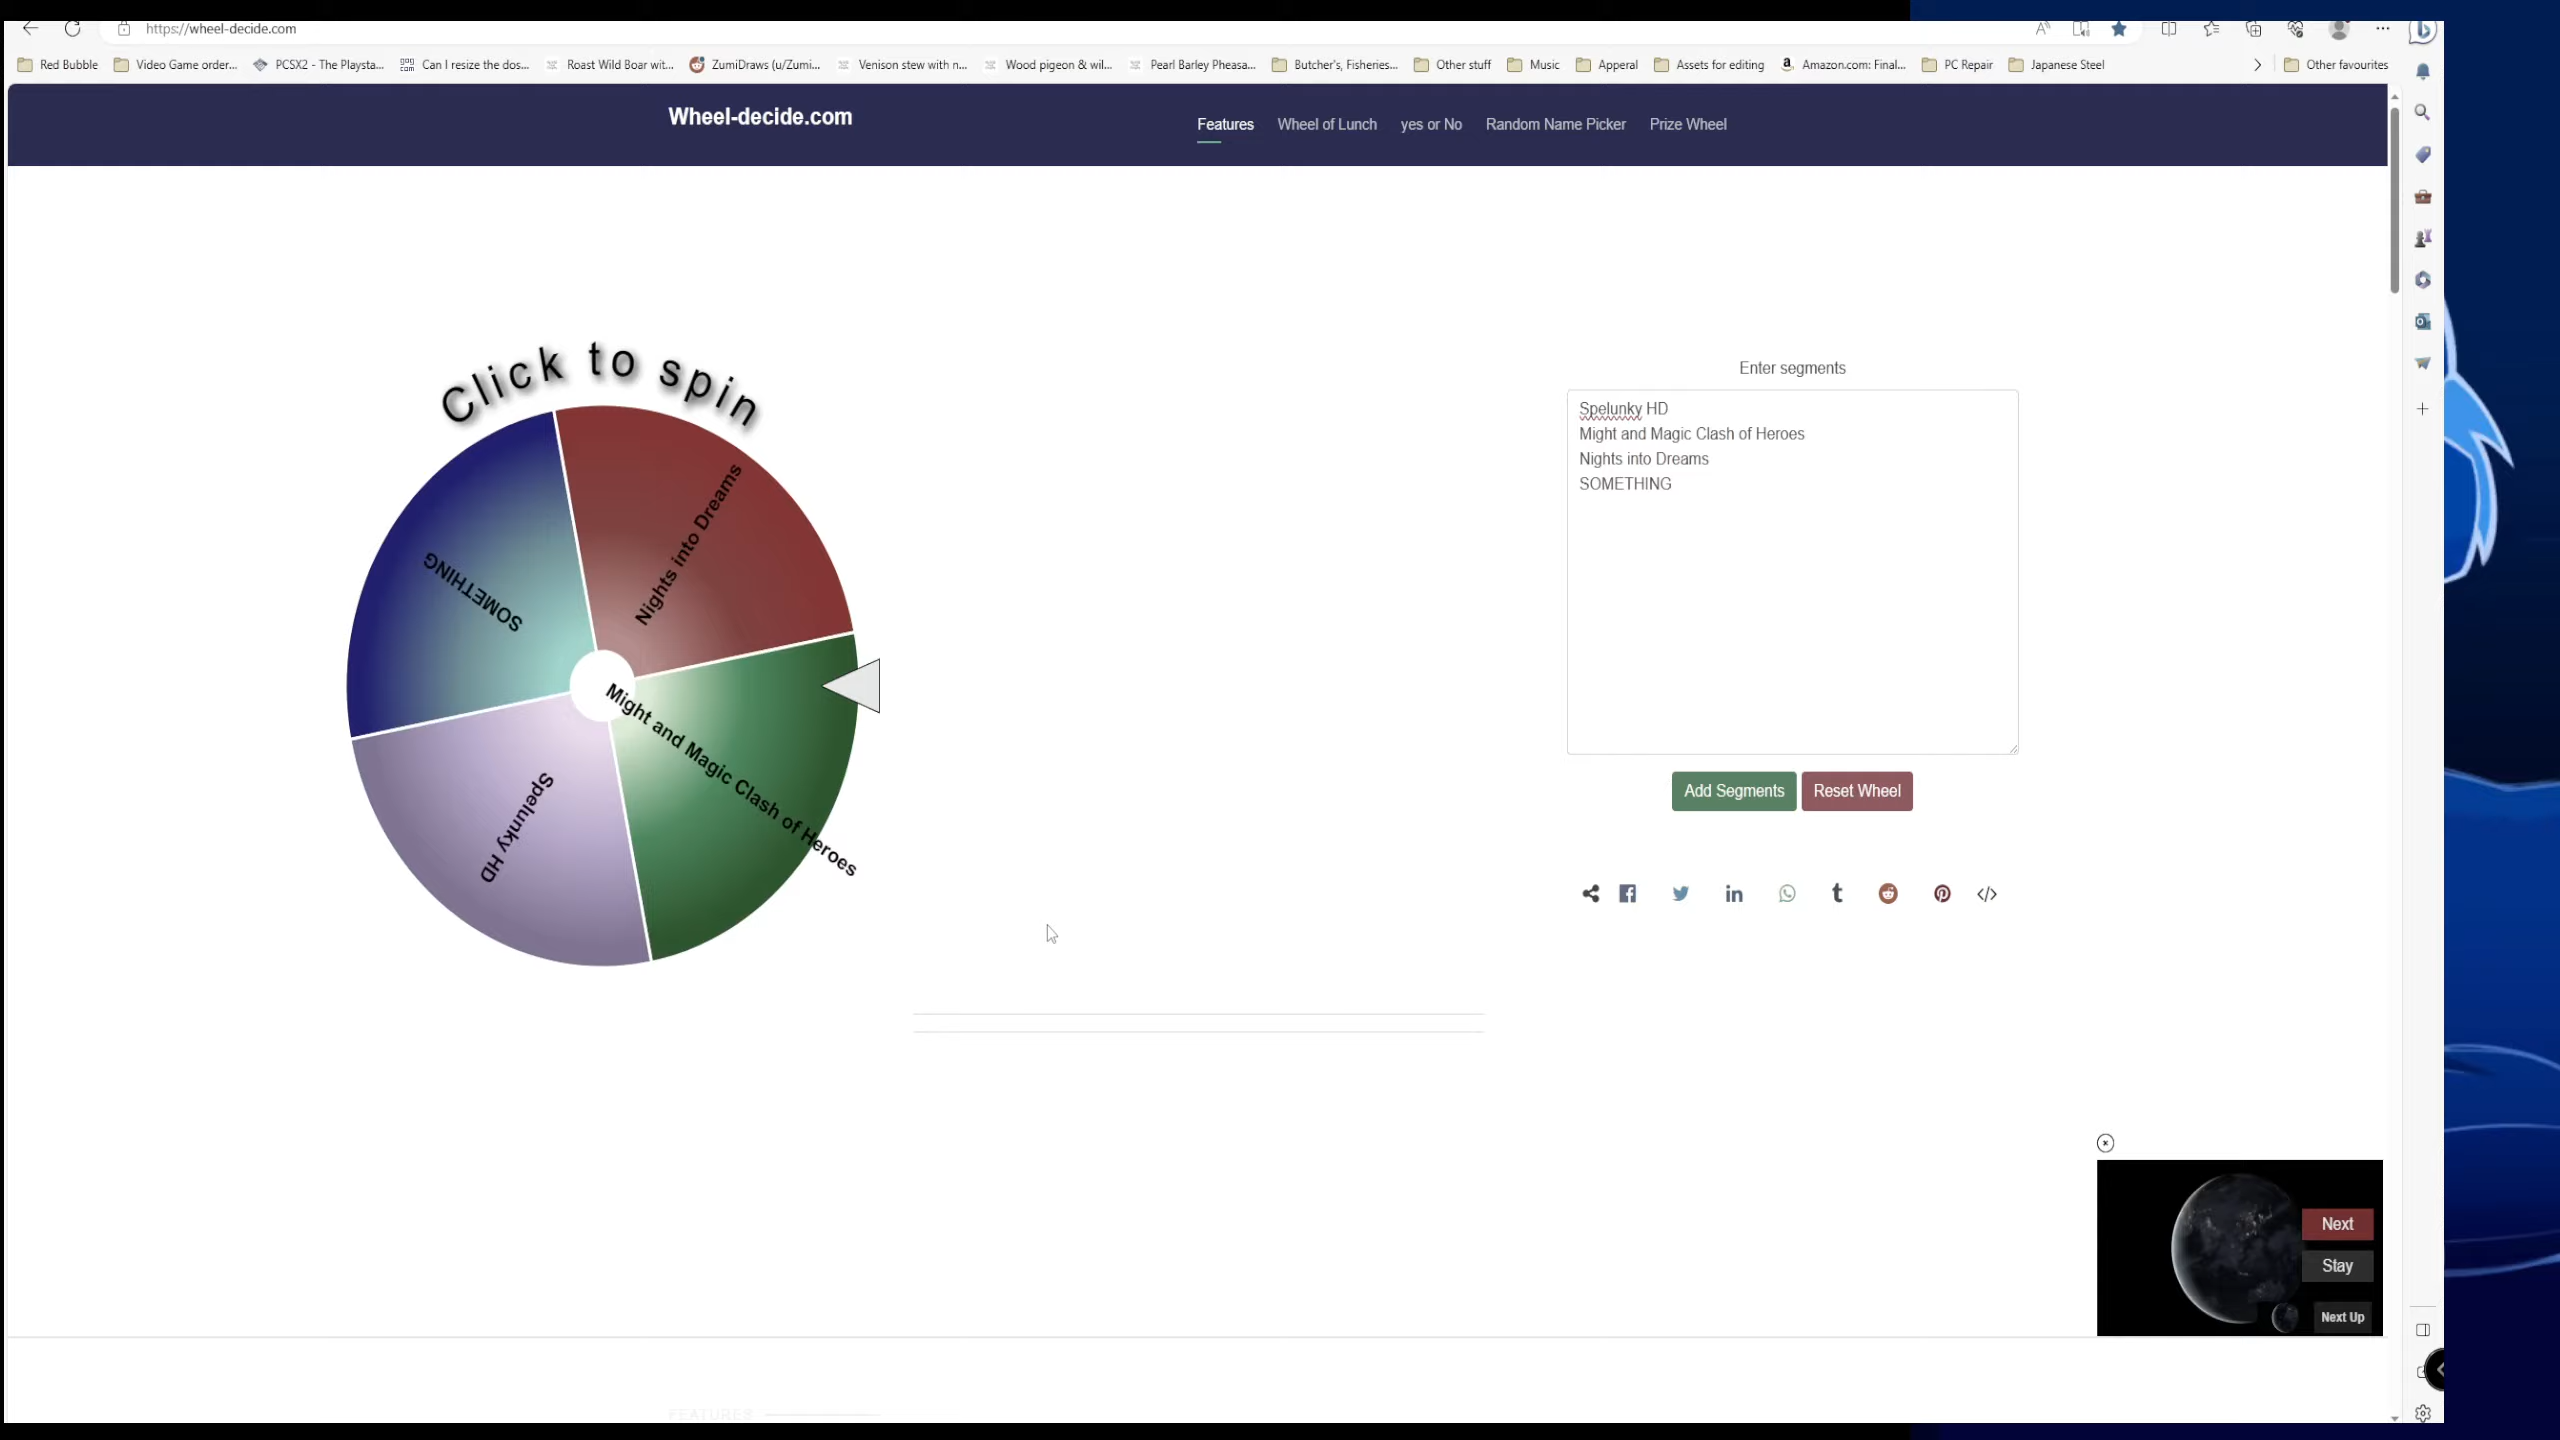 https://wheel-decide.com
Red Bubble
Video Game order...
PCSX2 - The Playsta...
Can I resize the dos...
Roast Wild Boar wit...
ZumiDraws (u/Zumi...
Venison stew with n...
Wood pigeon & wil...
Pearl Barley Pheasa...
Butcher's, Fisheries...
Other stuff
Music
Apperal
Assets for editing
Amazon.com: Final...
PC Repair
Japanese Steel
Other favourites
Wheel-decide.com
Features
Wheel of Lunch
yes or No
Random Name Picker
Prize Wheel
Click to spin
Nights into Dreams
SOMETHING
Might and Magic Clash of Heroes
Spelunky HD
Enter segments
Spelunky HD
Might and Magic Clash of Heroes
Nights into Dreams
SOMETHING
Add Segments
Reset Wheel
Next
Stay
Next Up
FEATURES